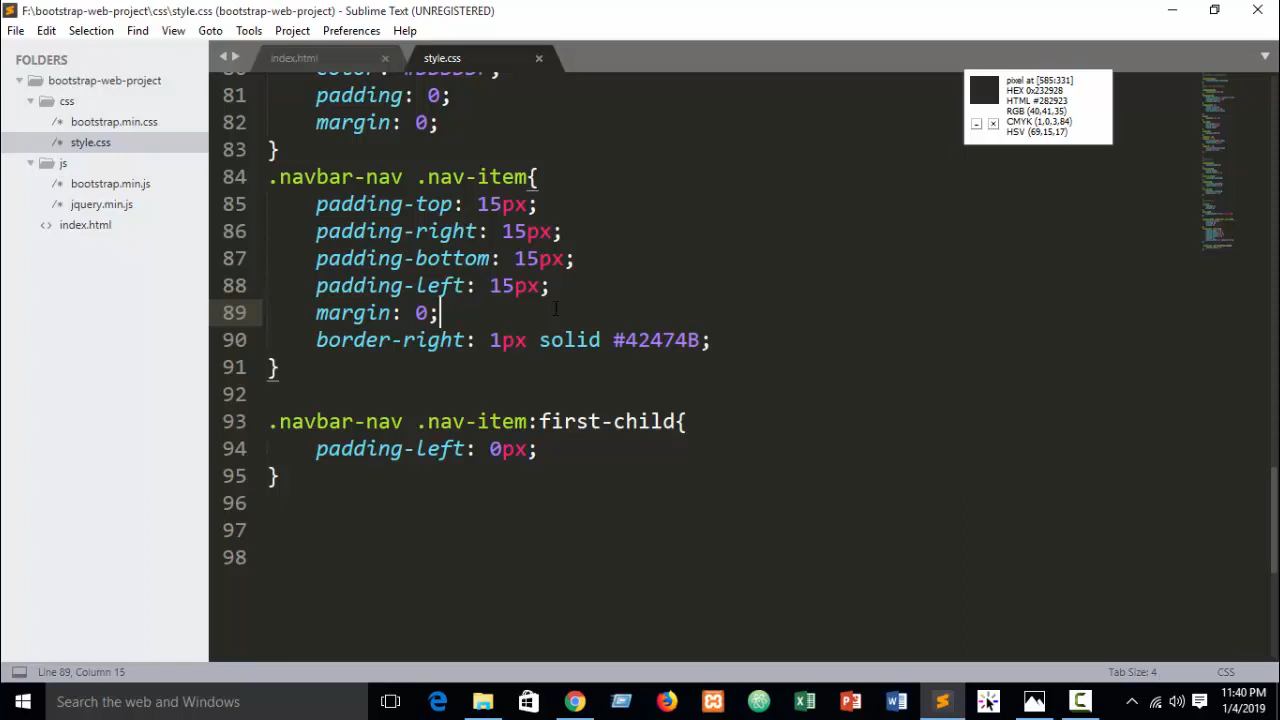 F:\bootstrap-web-project\css\style.css (bootstrap-web-project) - Sublime Text (UNREGISTERED)
File Edit Selection Find View Goto Tools Project Preferences Help
FOLDERS
bootstrap-web-project
css
/* bootstrap.min.css
/* style.css
js
/* bootstrap.min.js
/* jquery.min.js
<> index.html
index.html × style.css ×
81 padding: 0;
82 margin: 0;
83 }
84 .navbar-nav .nav-item{
85 padding-top: 15px;
86 padding-right: 15px;
87 padding-bottom: 15px;
88 padding-left: 15px;
89 margin: 0;
90 border-right: 1px solid #42474B;
91 }
92
93 .navbar-nav .nav-item:first-child{
94 padding-left: 0px;
95 }
96
97
98
pixel at [585:331]
HEX 0x232928
HTML #282923
RGB (40,41,35)
CMYK (1,0,3,84)
HSV (69,15,17)
Line 89, Column 15
Tab Size: 4 CSS
Search the web and Windows
11:40 PM
1/4/2019